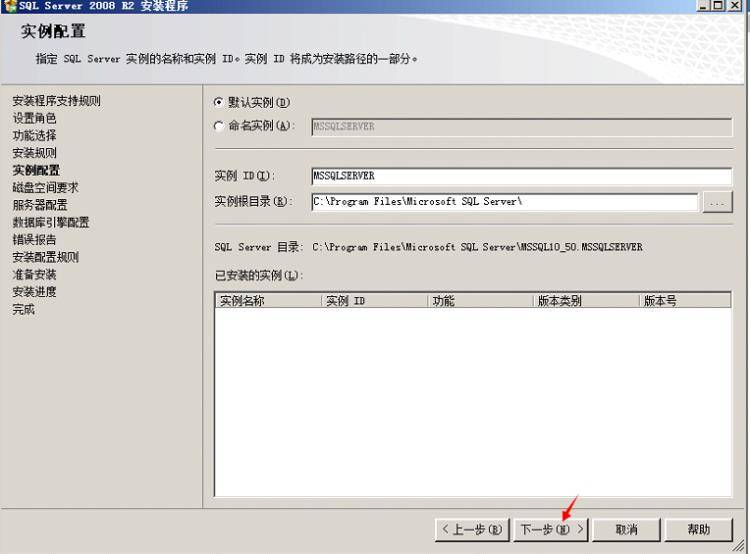 SQL Server 2008 R2 安装程序
实例配置
指定 SQL Server 实例的名称和实例 ID。实例 ID 将成为安装路径的一部分。
安装程序支持规则
设置角色
功能选择
安装规则
实例配置
磁盘空间要求
服务器配置
数据库引擎配置
错误报告
安装配置规则
准备安装
安装进度
完成
默认实例(D)
命名实例(A): MSSQLSERVER
实例 ID(I): MSSQLSERVER
实例根目录(R): C:\Program Files\Microsoft SQL Server\ ...
SQL Server 目录: C:\Program Files\Microsoft SQL Server\MSSQL10_50.MSSQLSERVER
已安装的实例(L):
实例名称 实例 ID 功能 版本类别 版本号
< 上一步(B) 下一步(N) > 取消 帮助